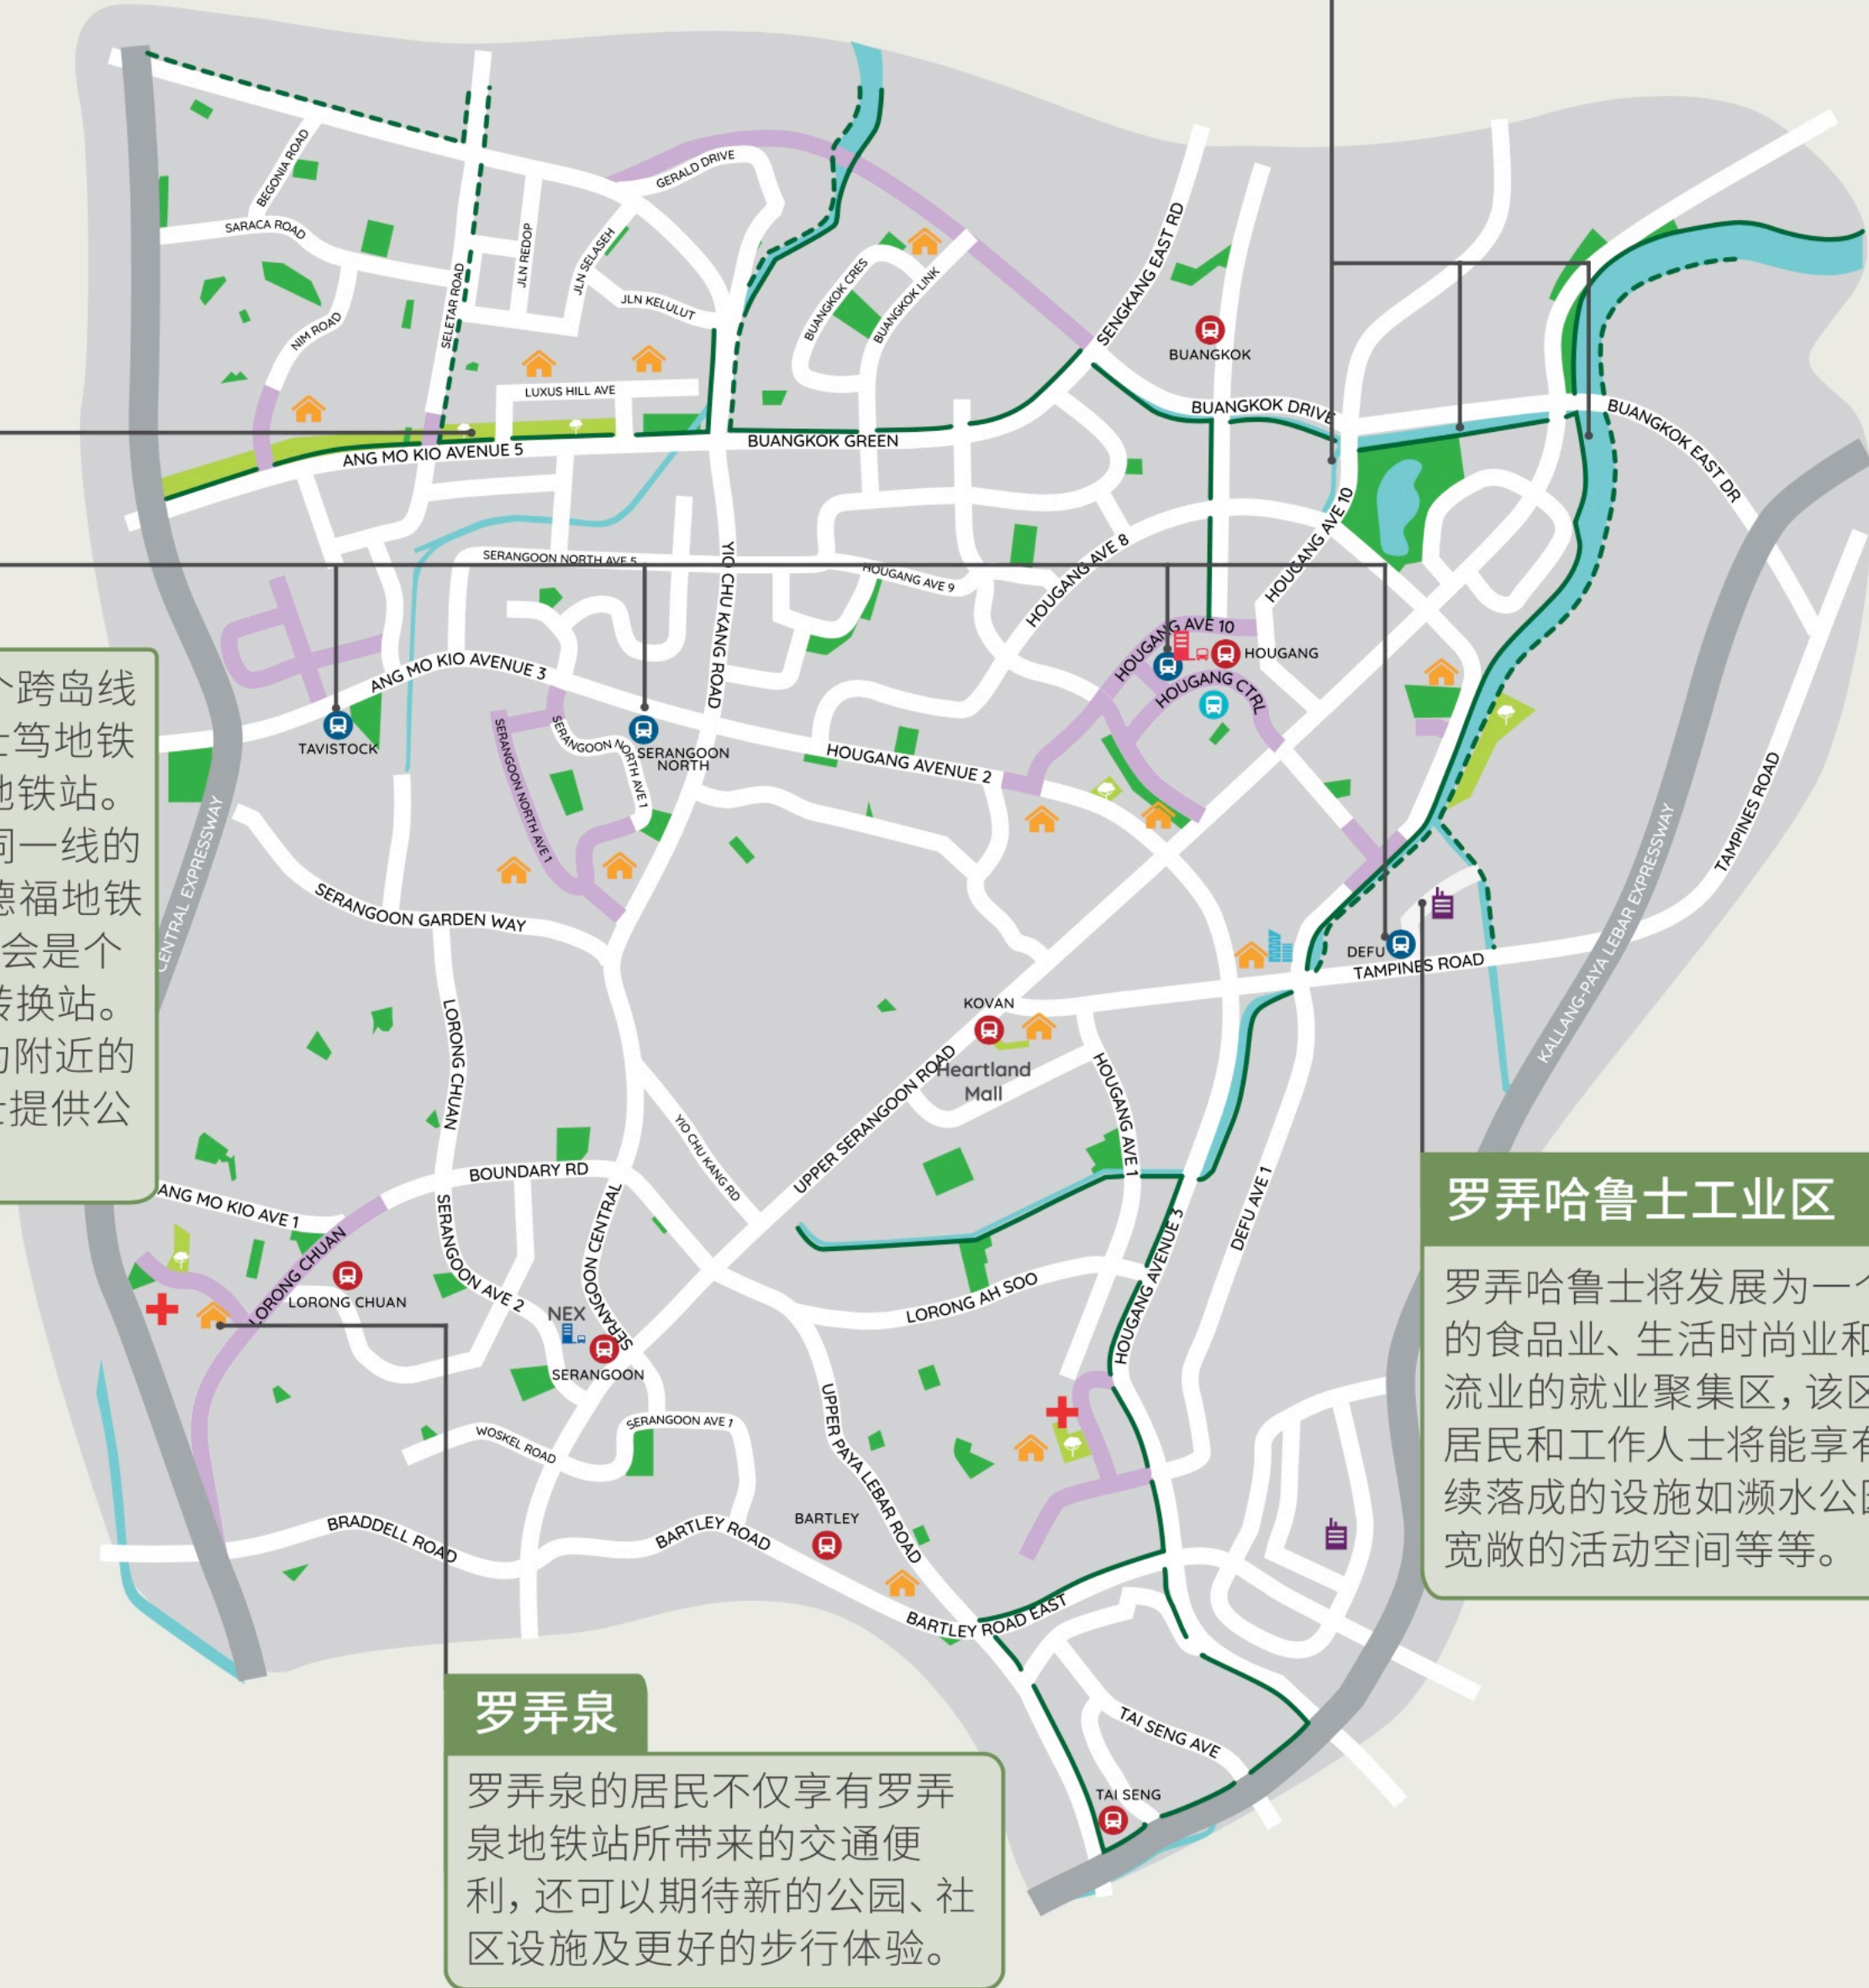 GERALD DRIVE
BEGONIA ROAD
SARACA ROAD
JLN REDOP
JLN SELASEH
JLN KELULUT
SELETAR ROAD
NIM ROAD
BUANGKOK CRES
BUANGKOK LINK
SENGKANG EAST RD
BUANGKOK
LUXUS HILL AVE
BUANGKOK DRIVE
BUANGKOK EAST DR
BUANGKOK GREEN
ANG MO KIO AVENUE 5
HOUGANG AVE 10
SERANGOON NORTH AVE 5
YIO CHU KANG ROAD
HOUGANG AVE 9
HOUGANG AVE 8
HOUGANG AVE 10
HOUGANG
HOUGANG CTRL
ANG MO KIO AVENUE 3
TAVISTOCK
SERANGOON NORTH AVE 1
SERANGOON NORTH AVE 1
SERANGOON
NORTH
HOUGANG AVENUE 2
TAMPINES ROAD
KALLANG-PAYA LEBAR EXPRESSWAY
CENTRAL EXPRESSWAY
个跨岛线
士笃地铁
地铁站。
同一线的
德福地铁
会是个
转换站。
为附近的
士提供公
SERANGOON GARDEN WAY
DEFU
TAMPINES ROAD
KOVAN
Heartland
Mall
LORONG CHUAN
UPPER SERANGOON ROAD
HOUGANG AVE 1
YIO CHU KANG RD
BOUNDARY RD
ANG MO KIO AVE 1
SERANGOON AVE 2
SERANGOON CENTRAL
LORONG CHUAN
LORONG CHUAN
NEX
SERANGOON
LORONG AH SOO
HOUGANG AVENUE 3
DEFU AVE 1
罗弄哈鲁士工业区
罗弄哈鲁士将发展为一个
的食品业、生活时尚业和
流业的就业聚集区，该区
居民和工作人士将能享有
续落成的设施如濒水公园
宽敞的活动空间等等。
SERANGOON AVE 1
WOSKEL ROAD
UPPER PAYA LEBAR ROAD
BRADDELL ROAD
BARTLEY ROAD
BARTLEY
BARTLEY ROAD EAST
TAI SENG AVE
TAI SENG
罗弄泉
罗弄泉的居民不仅享有罗弄
泉地铁站所带来的交通便
利，还可以期待新的公园、社
区设施及更好的步行体验。